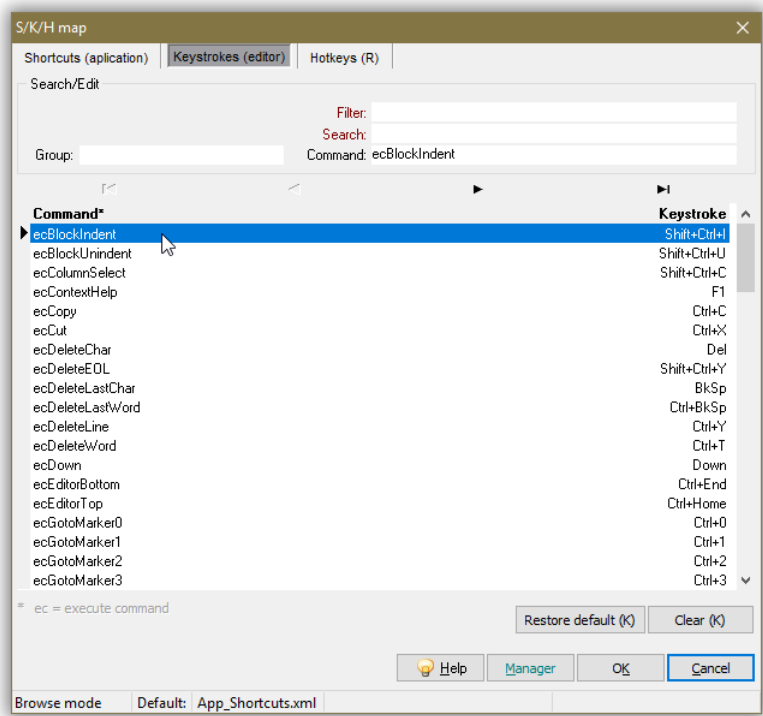 S/K/H map
Shortcuts (aplication) Keystrokes (editor) Hotkeys (R)
Search/Edit
Filter:
Search:
Group: Command: ecBlockIndent
Command* Keystroke
ecBlockIndent Shift+Ctrl+I
ecBlockUnindent Shift+Ctrl+U
ecColumnSelect Shift+Ctrl+C
ecContextHelp F1
ecCopy Ctrl+C
ecCut Ctrl+X
ecDeleteChar Del
ecDeleteEOL Shift+Ctrl+Y
ecDeleteLastChar BkSp
ecDeleteLastWord Ctrl+BkSp
ecDeleteLine Ctrl+Y
ecDeleteWord Ctrl+T
ecDown Down
ecEditorBottom Ctrl+End
ecEditorTop Ctrl+Home
ecGotoMarker0 Ctrl+0
ecGotoMarker1 Ctrl+1
ecGotoMarker2 Ctrl+2
ecGotoMarker3 Ctrl+3
* ec = execute command
Restore default (K) Clear (K)
Help Manager OK Cancel
Browse mode Default: App_Shortcuts.xml